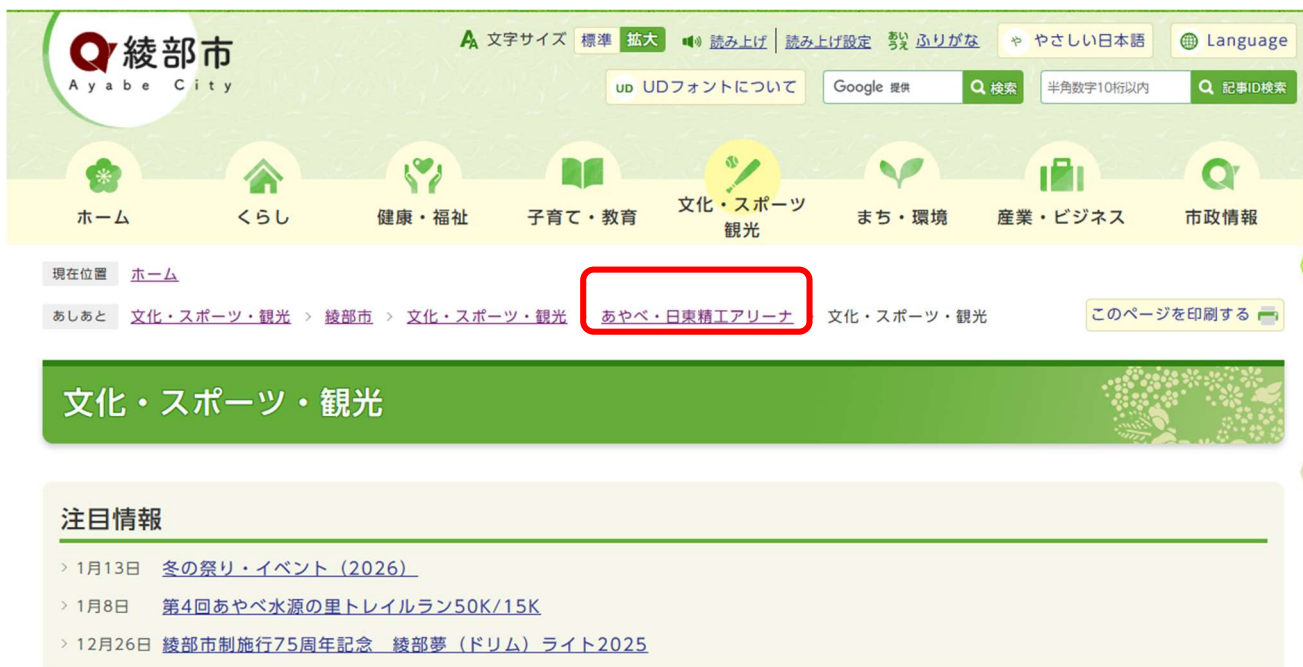 綾部市
Ayabe City
文字サイズ 標準 拡大 読み上げ 読み上げ設定 あいうえ ふりがな や やさしい日本語 Language
UD UDフォントについて Google 提供 検索 半角数字10桁以内 記事ID検索
ホーム くらし 健康・福祉 子育て・教育 文化・スポーツ 観光 まち・環境 産業・ビジネス 市政情報
現在位置 ホーム
あしあと 文化・スポーツ・観光 > 綾部市 > 文化・スポーツ・観光 あやべ・日東精工アリーナ 文化・スポーツ・観光 このページを印刷する
文化・スポーツ・観光
注目情報
> 1月13日 冬の祭り・イベント（2026）
> 1月8日 第4回あやべ水源の里トレイルラン50K/15K
> 12月26日 綾部市制施行75周年記念　綾部夢（ドリム）ライト2025